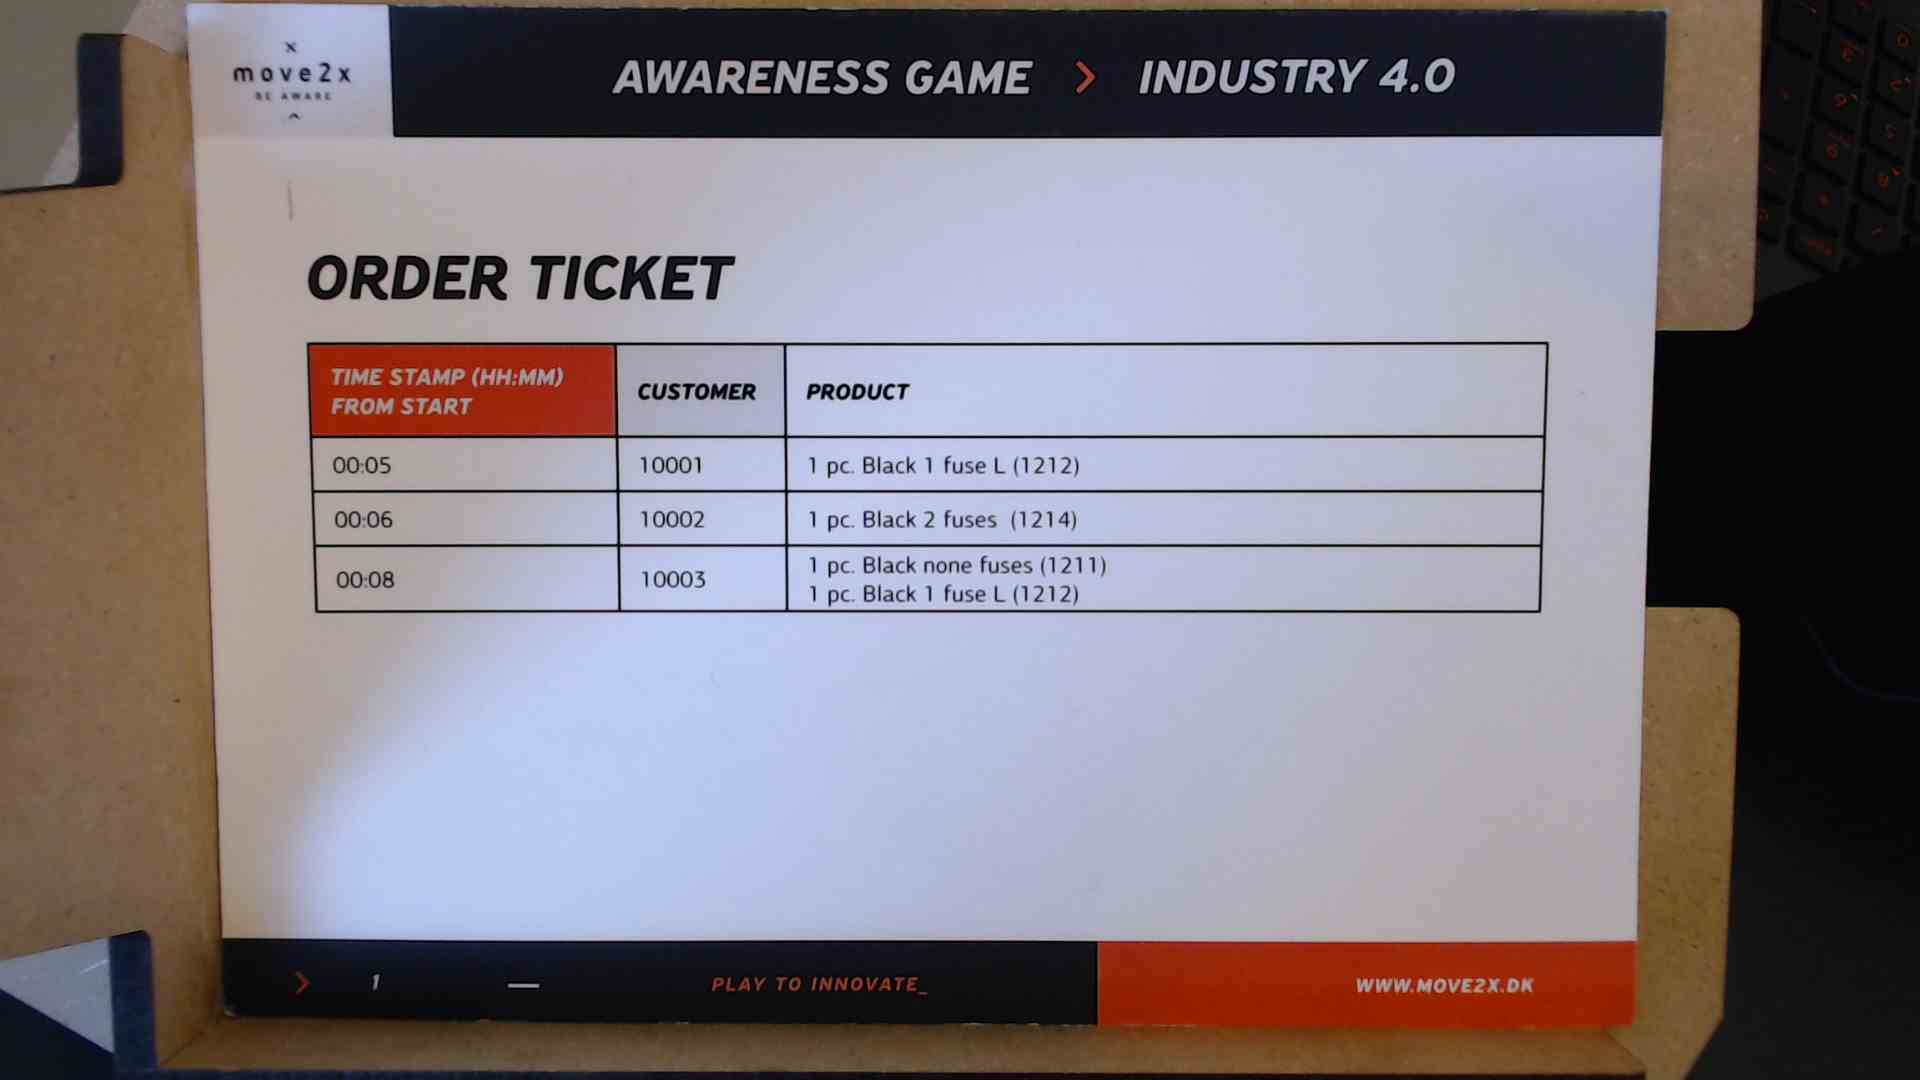 move2x
BE AWARE
AWARENESS GAME > INDUSTRY 4.0
ORDER TICKET
TIME STAMP (HH:MM) FROM START CUSTOMER PRODUCT
00:05 10001 1 pc. Black 1 fuse L (1212)
00:06 10002 1 pc. Black 2 fuses (1214)
00:08 10003 1 pc. Black none fuses (1211)
1 pc. Black 1 fuse L (1212)
> 1 — PLAY TO INNOVATE_ WWW.MOVE2X.DK